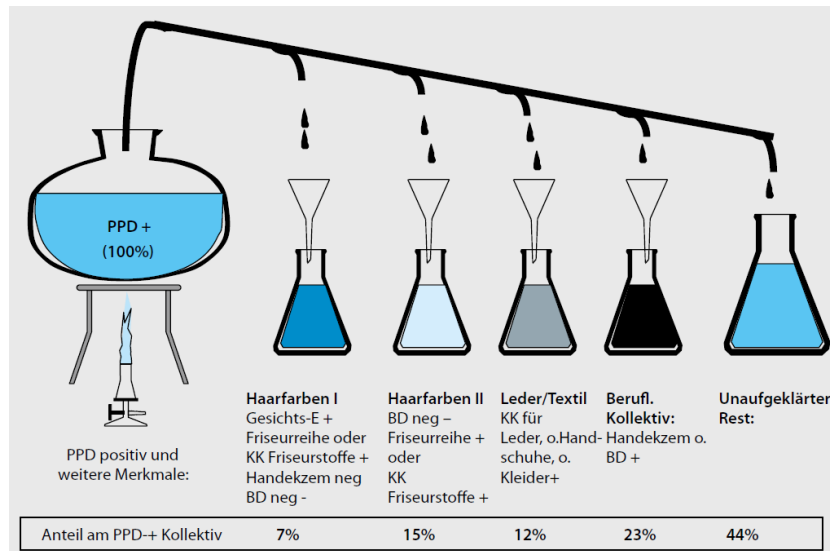 PPD +
(100%)
PPD positiv und
weitere Merkmale:
Haarfarben I
Gesichts-E +
Friseurreihe oder
KK Friseurstoffe +
Handekzem neg
BD neg -
Haarfarben II
BD neg –
Friseurreihe +
oder
KK
Friseurstoffe +
Leder/Textil
KK für
Leder, o.Hand-
schuhe, o.
Kleider+
Berufl.
Kollektiv:
Handekzem o.
BD +
Unaufgeklärter
Rest:
Anteil am PPD-+ Kollektiv 7% 15% 12% 23% 44%